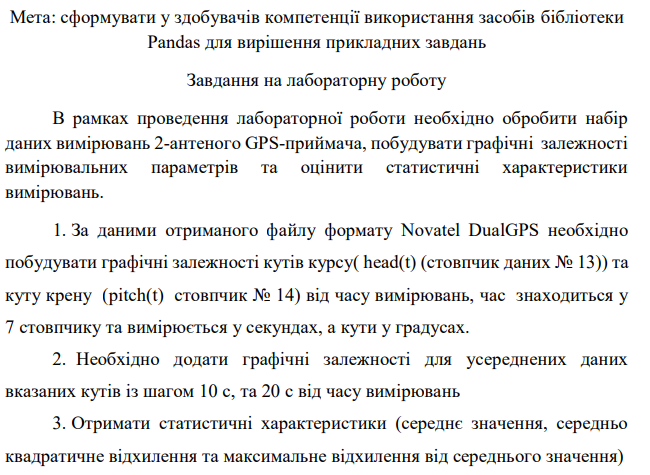 Мета: сформувати у здобувачів компетенції використання засобів бібліотеки
Pandas для вирішення прикладних завдань
Завдання на лабораторну роботу
В рамках проведення лабораторної роботи необхідно обробити набір
даних вимірювань 2-антеного GPS-приймача, побудувати графічні залежності
вимірювальних параметрів та оцінити статистичні характеристики
вимірювань.
1. За даними отриманого файлу формату Novatel DualGPS необхідно
побудувати графічні залежності кутів курсу( head(t) (стовпчик даних № 13)) та
куту крену (pitch(t) стовпчик № 14) від часу вимірювань, час знаходиться у
7 стовпчику та вимірюється у секундах, а кути у градусах.
2. Необхідно додати графічні залежності для усереднених даних
вказаних кутів із шагом 10 с, та 20 с від часу вимірювань
3. Отримати статистичні характеристики (середнє значення, середньо
квадратичне відхилення та максимальне відхилення від середнього значення)